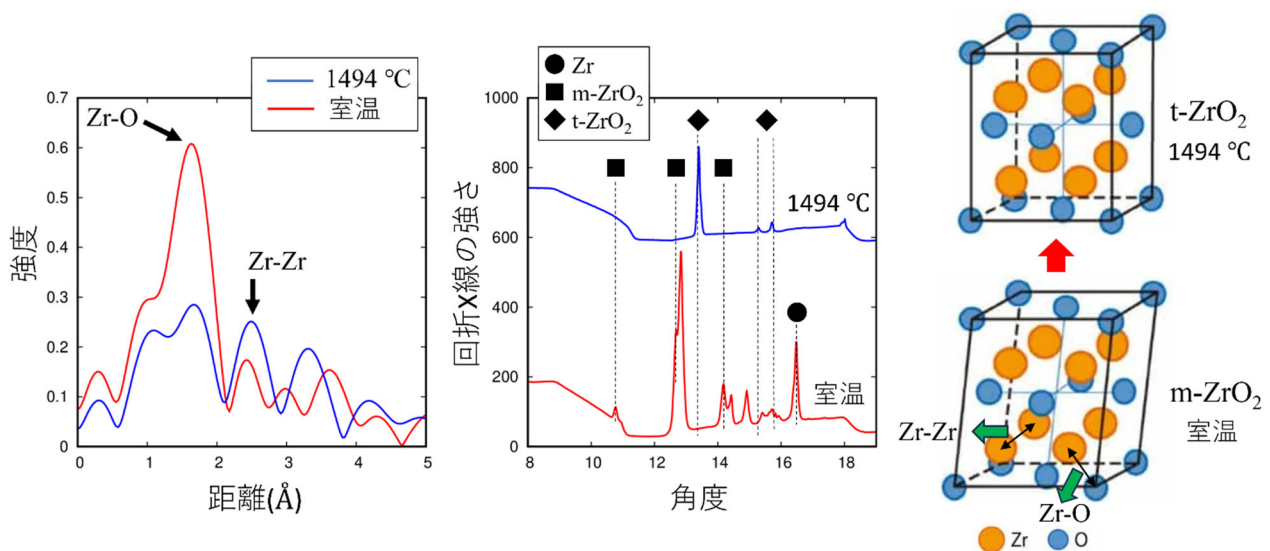 1494 ℃
室温
Zr-O
Zr-Zr
0.7
0.6
0.5
0.4
0.3
0.2
0.1
0
強度
0 1 2 3 4 5
距離(Å)
Zr
m-ZrO₂
t-ZrO₂
1000
800
600
400
200
0
回折X線の強さ
1494 ℃
室温
8 10 12 14 16 18
角度
t-ZrO₂
1494 ℃
m-ZrO₂
室温
Zr-Zr
Zr-O
Zr O